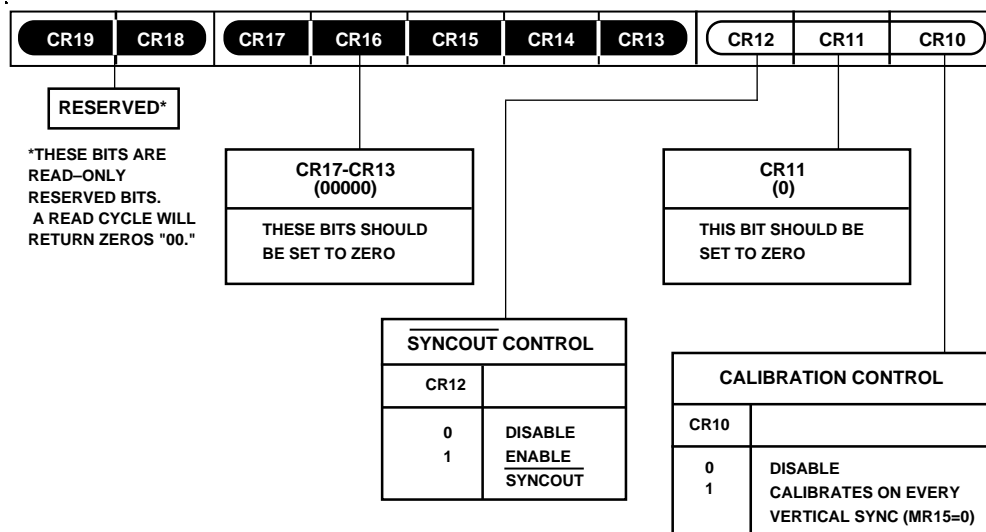 CR19 CR18 CR17 CR16 CR15 CR14 CR13 CR12 CR11 CR10
RESERVED*
*THESE BITS ARE
READ–ONLY
RESERVED BITS.
A READ CYCLE WILL
RETURN ZEROS "00."
CR17-CR13
(00000)
THESE BITS SHOULD
BE SET TO ZERO
CR11
(0)
THIS BIT SHOULD BE
SET TO ZERO
SYNCOUT CONTROL
CR12
0 DISABLE
1 ENABLE
SYNCOUT
CALIBRATION CONTROL
CR10
0 DISABLE
1 CALIBRATES ON EVERY
VERTICAL SYNC (MR15=0)